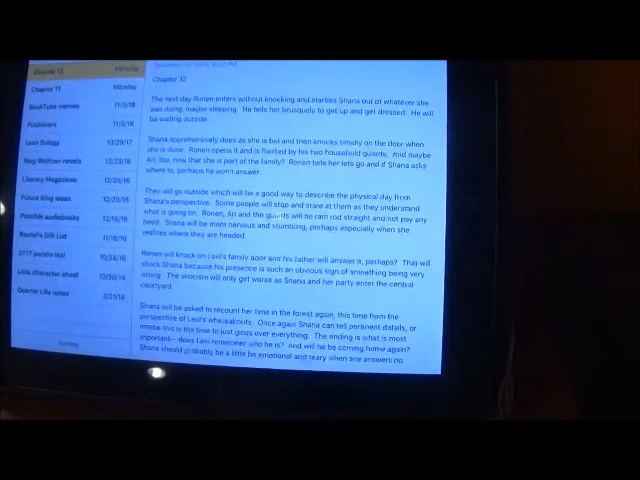 Chapter 12
Monday
Chapter 11
Monday
BookTube memes
11/3/18
Publishers
11/3/18
Levin Eulogy
10/29/17
Meg Wolitzer novels
12/23/16
Literary Magazines
12/20/16
Future blog ideas
12/20/16
Possible audiobooks
12/19/16
Rachel's Gift List
11/18/16
5777 parsha list
10/24/16
Lista character sheet
10/30/14
Quarter Life notes
3/21/14
Chapter 12
The next day Ronen enters without knocking and startles Shana out of whatever she
was doing, maybe sleeping. He tells her brusquely to get up and get dressed. He will
be waiting outside.
Shana apprehensively does as she is bid and then knocks timidly on the door when
she is done. Ronen opens it and is flanked by his two household guards. And maybe
Ari, too, now that she is part of the family? Ronen tells her lets go and if Shana asks
where to, perhaps he won't answer.
They will go outside which will be a good way to describe the physical day from
Shana's perspective. Some people will stop and stare at them as they understand
what is going on. Ronen, Ari and the guards will be ram rod straight and not pay any
heed. Shana will be more nervous and stumbling, perhaps especially when she
realizes where they are headed.
Ronen will knock on Levi's family door and his father will answer it, perhaps? That will
shock Shana because his presence is such an obvious sign of something being very
wrong. The will only get worse as Shana and her party enter the central
courtyard.
Shana will be asked to recount her time in the forest again, this time from the
perspective of Levi's whereabouts. Once again Shana can tell pertinent details, or
maybe this is the time to just gloss over everything. The ending is what is most
important-- does Levi remember who he is? And will he be coming home again?
Shana should probably be a little be emotional and teary when she answers no.